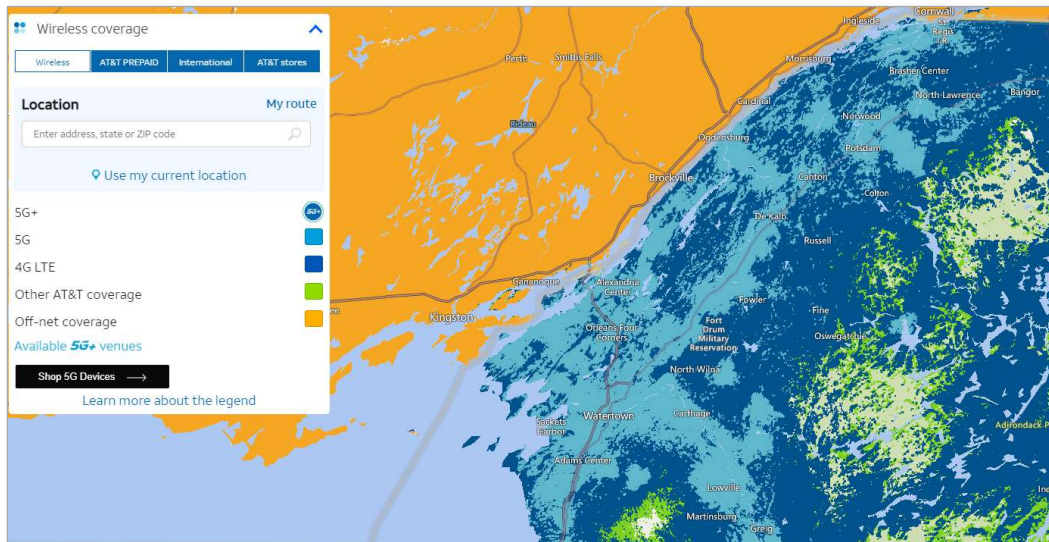 Wireless coverage
Wireless
AT&T PREPAID
International
AT&T stores
Location
My route
Enter address, state or ZIP code
Use my current location
5G+
5G+
5G
4G LTE
Other AT&T coverage
Off-net coverage
Available 5G+ venues
Shop 5G Devices
Learn more about the legend
Cornwall
Ingleside
St
Regis
Perth
Smiths Falls
Morrisburg
Brasher Center
North Lawrence
Bangor
Cardinal
Rideau
Norwood
Ogdensburg
Potsdam
Brockville
Canton
Colton
De Kalb
Russell
Gananoque
Alexandria
Center
Fowler
Fine
Kingston
Orleans Four
Corners
Fort
Drum
Military
Reservation
Oswegatchie
North Wilna
Watertown
Carthage
Sackets
Harbor
Adirondack P
Adams Center
Lowville
Martinsburg
Greig